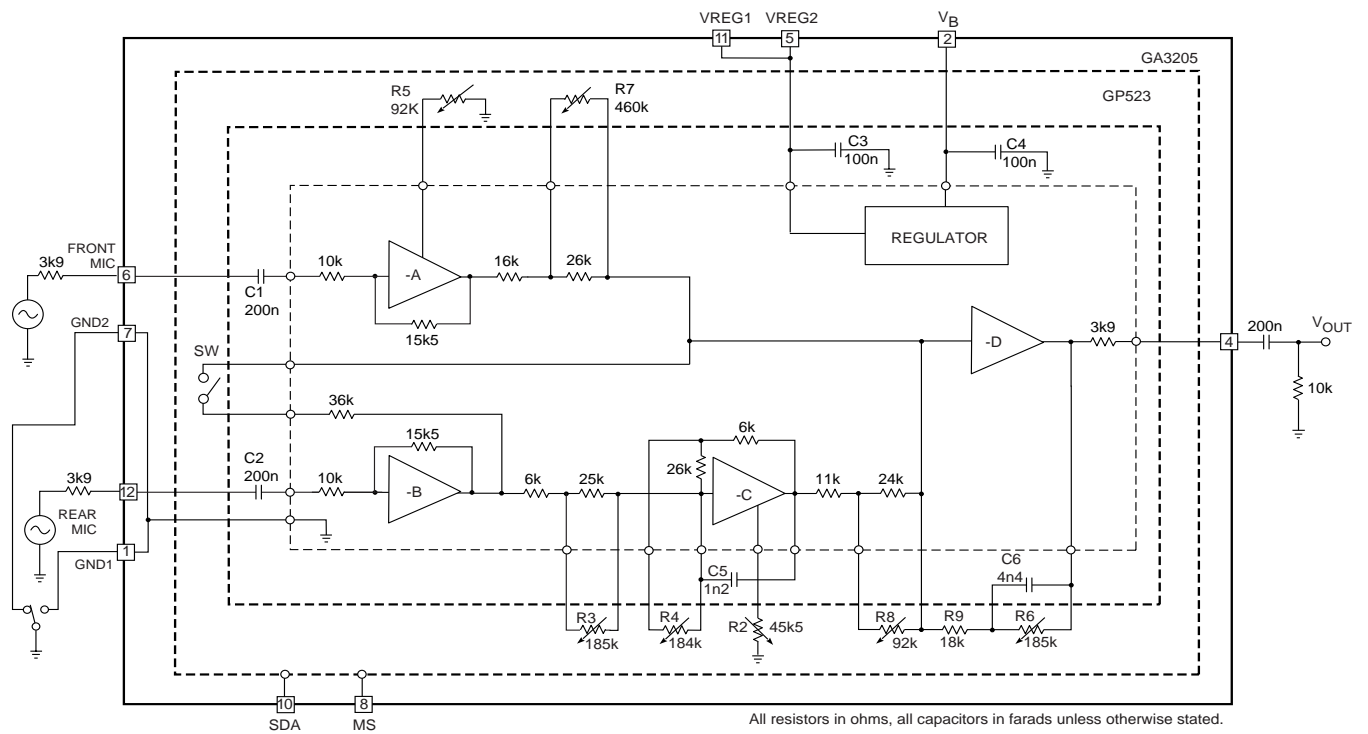 VREG1 VREG2 VB
11 5 2
GA3205
GP523
R5
92K
R7
460k
C3
100n
C4
100n
REGULATOR
FRONT
MIC
3k9
6
C1
200n
10k
-A
15k5
16k
26k
GND2
7
SW
-D
3k9
4
200n
VOUT
10k
36k
15k5
C2
200n
3k9
12
10k
-B
6k
25k
6k
26k
-C
11k
24k
REAR
MIC
1
GND1
C5
1n2
C6
4n4
R3
185k
R4
184k
R2
45k5
R8
92k
R9
18k
R6
185k
10
SDA
8
MS
All resistors in ohms, all capacitors in farads unless otherwise stated.